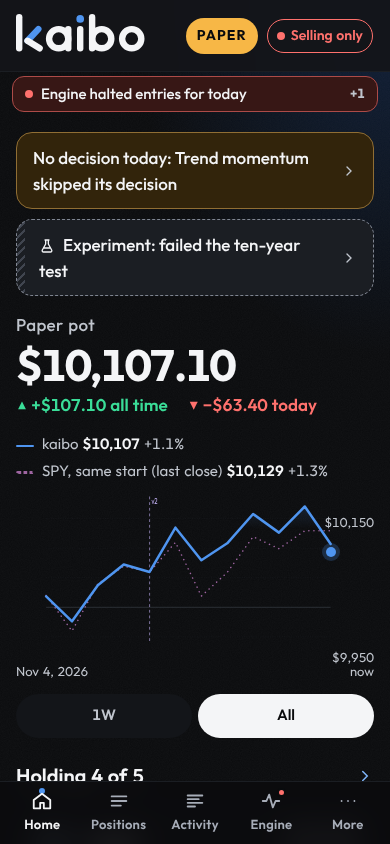 kaibo
PAPER
Selling only
Engine halted entries for today
+1
No decision today: Trend momentum
skipped its decision
Experiment: failed the ten-year
test
Paper pot
$10,107.10
▲ +$107.10 all time ▼ −$63.40 today
kaibo $10,107 +1.1%
SPY, same start (last close) $10,129 +1.3%
v2
$10,150
$9,950
Nov 4, 2026
now
1W
All
Holding 4 of 5
Home
Positions
Activity
Engine
More